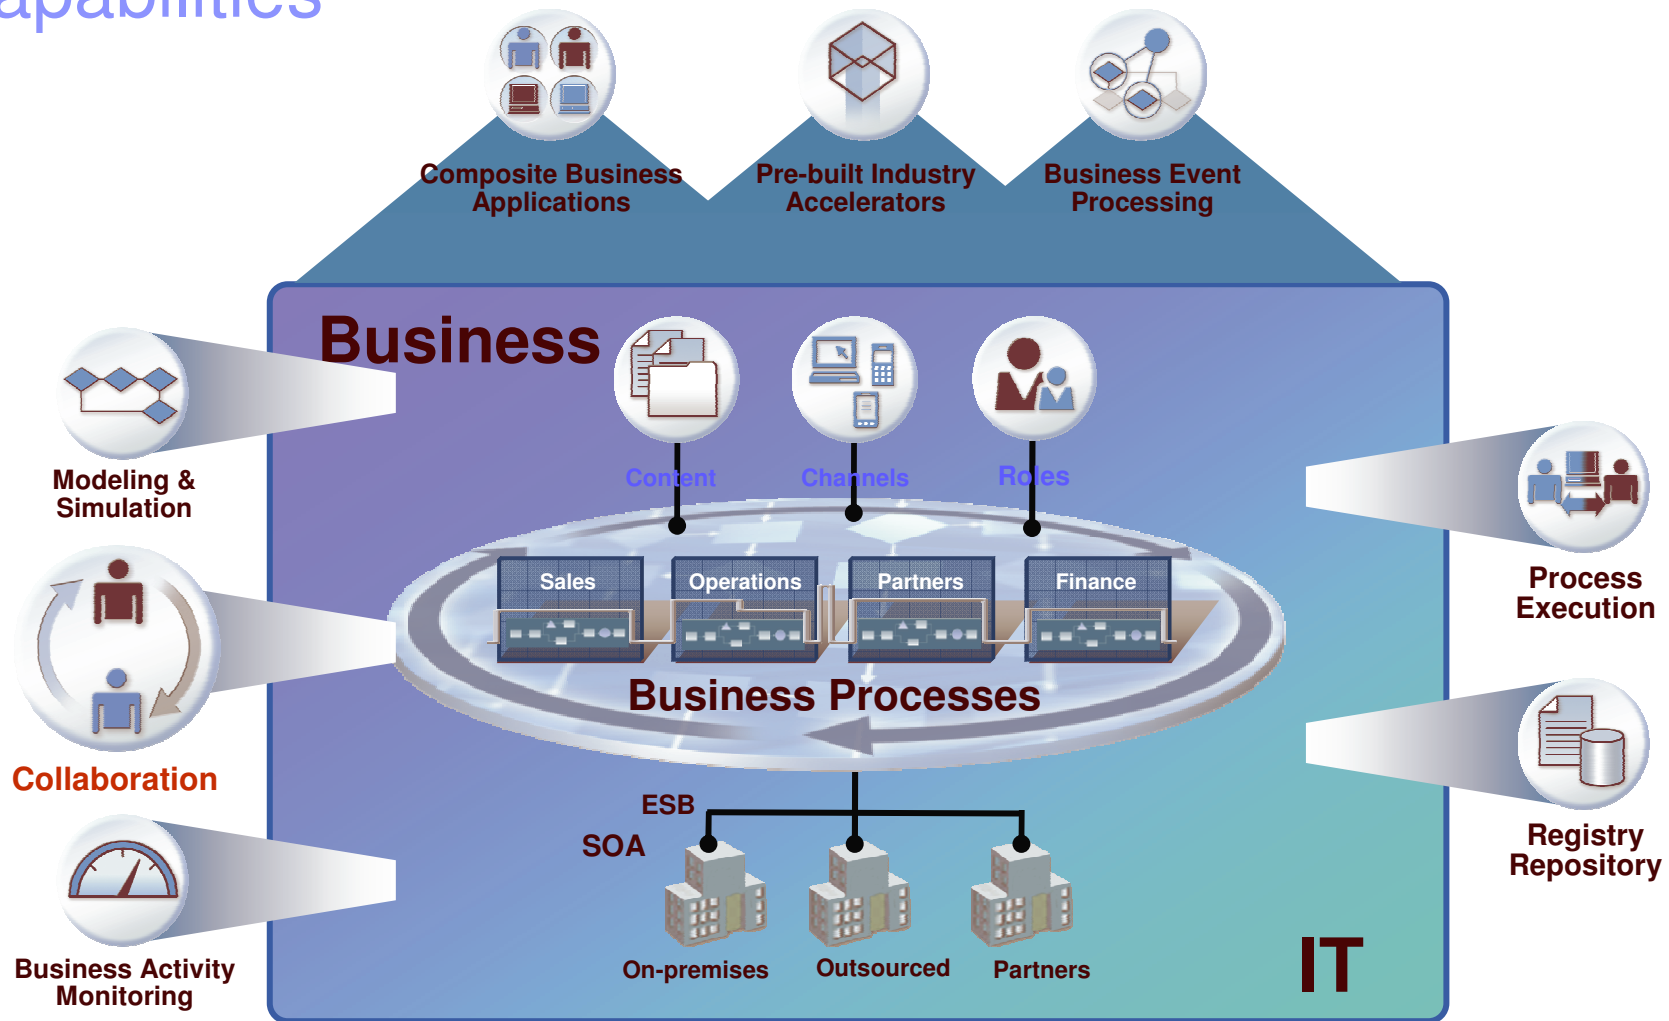 Composite Business
Applications
Pre-built Industry
Accelerators
Business Event
Processing
Business
Modeling &
Simulation
Content
Channels
Roles
Sales
Operations
Partners
Finance
Process
Execution
Business Processes
Collaboration
ESB
SOA
Registry
Repository
On-premises
Outsourced
Partners
IT
Business Activity
Monitoring